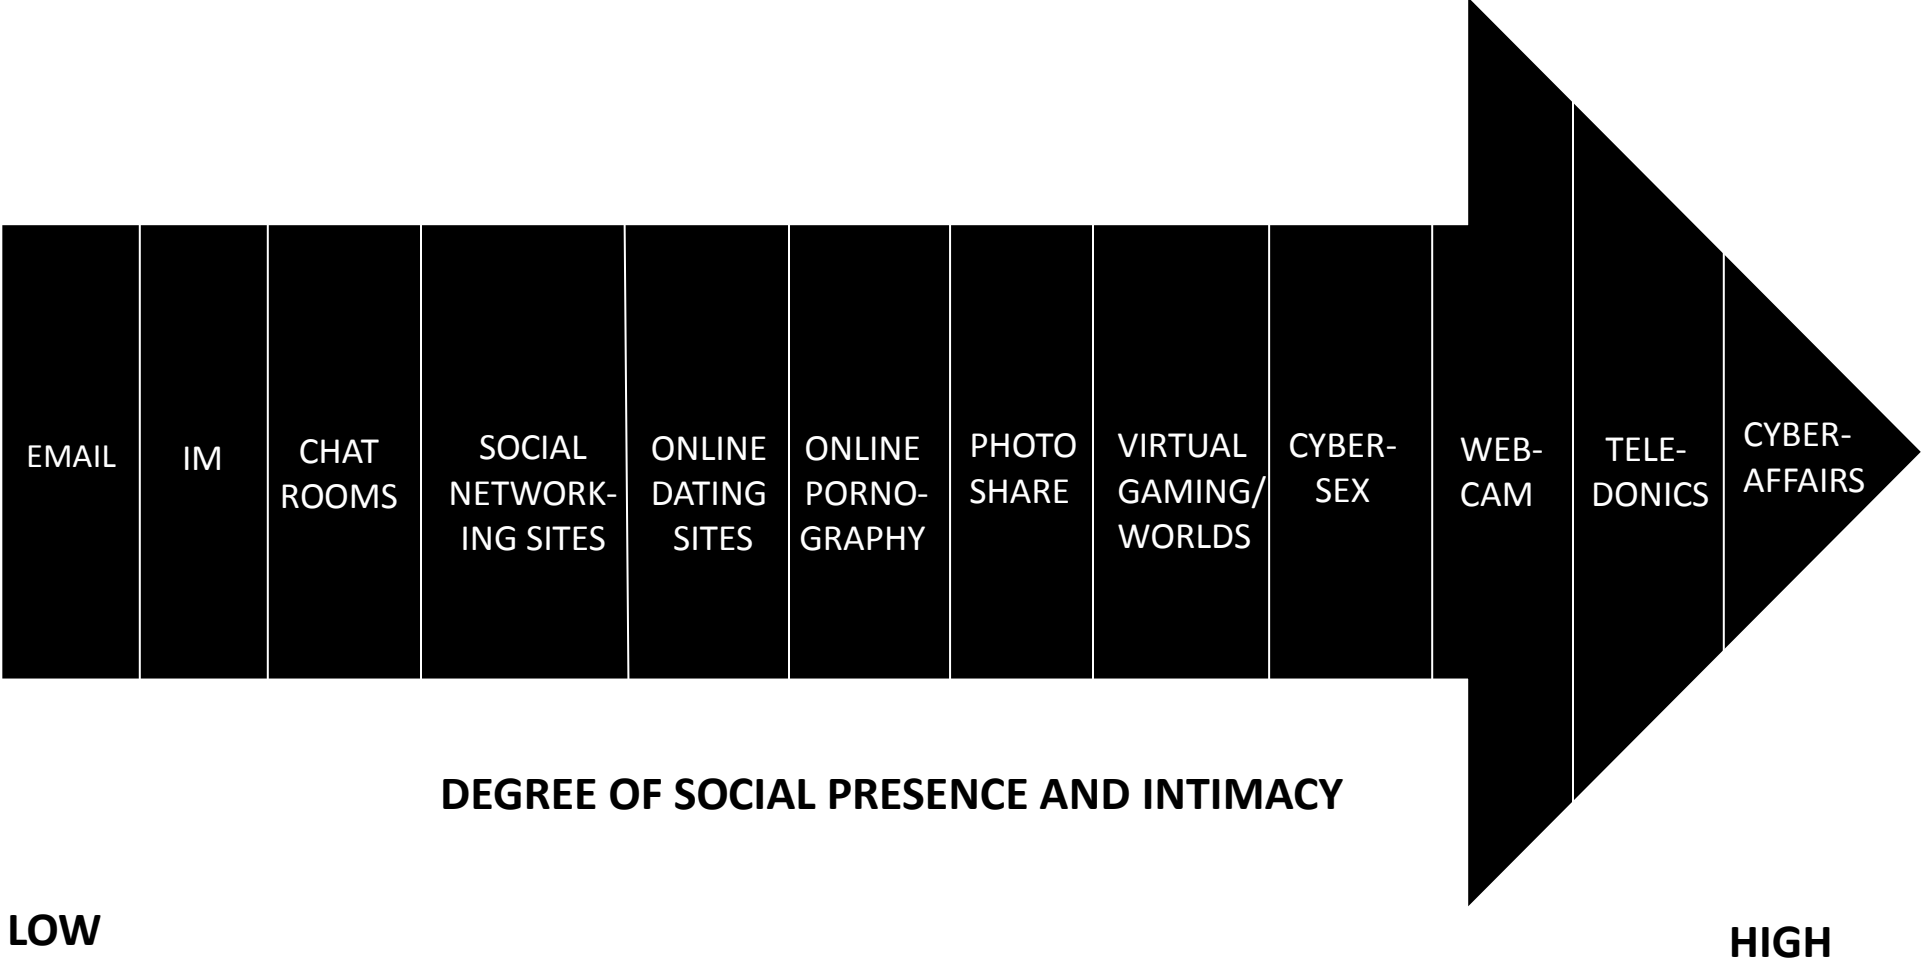 EMAIL
IM
CHAT
ROOMS
SOCIAL
NETWORK-
ING SITES
ONLINE
DATING
SITES
ONLINE
PORNO-
GRAPHY
PHOTO
SHARE
VIRTUAL
GAMING/
WORLDS
CYBER-
SEX
WEB-
CAM
TELE-
DONICS
CYBER-
AFFAIRS
DEGREE OF SOCIAL PRESENCE AND INTIMACY
LOW
HIGH